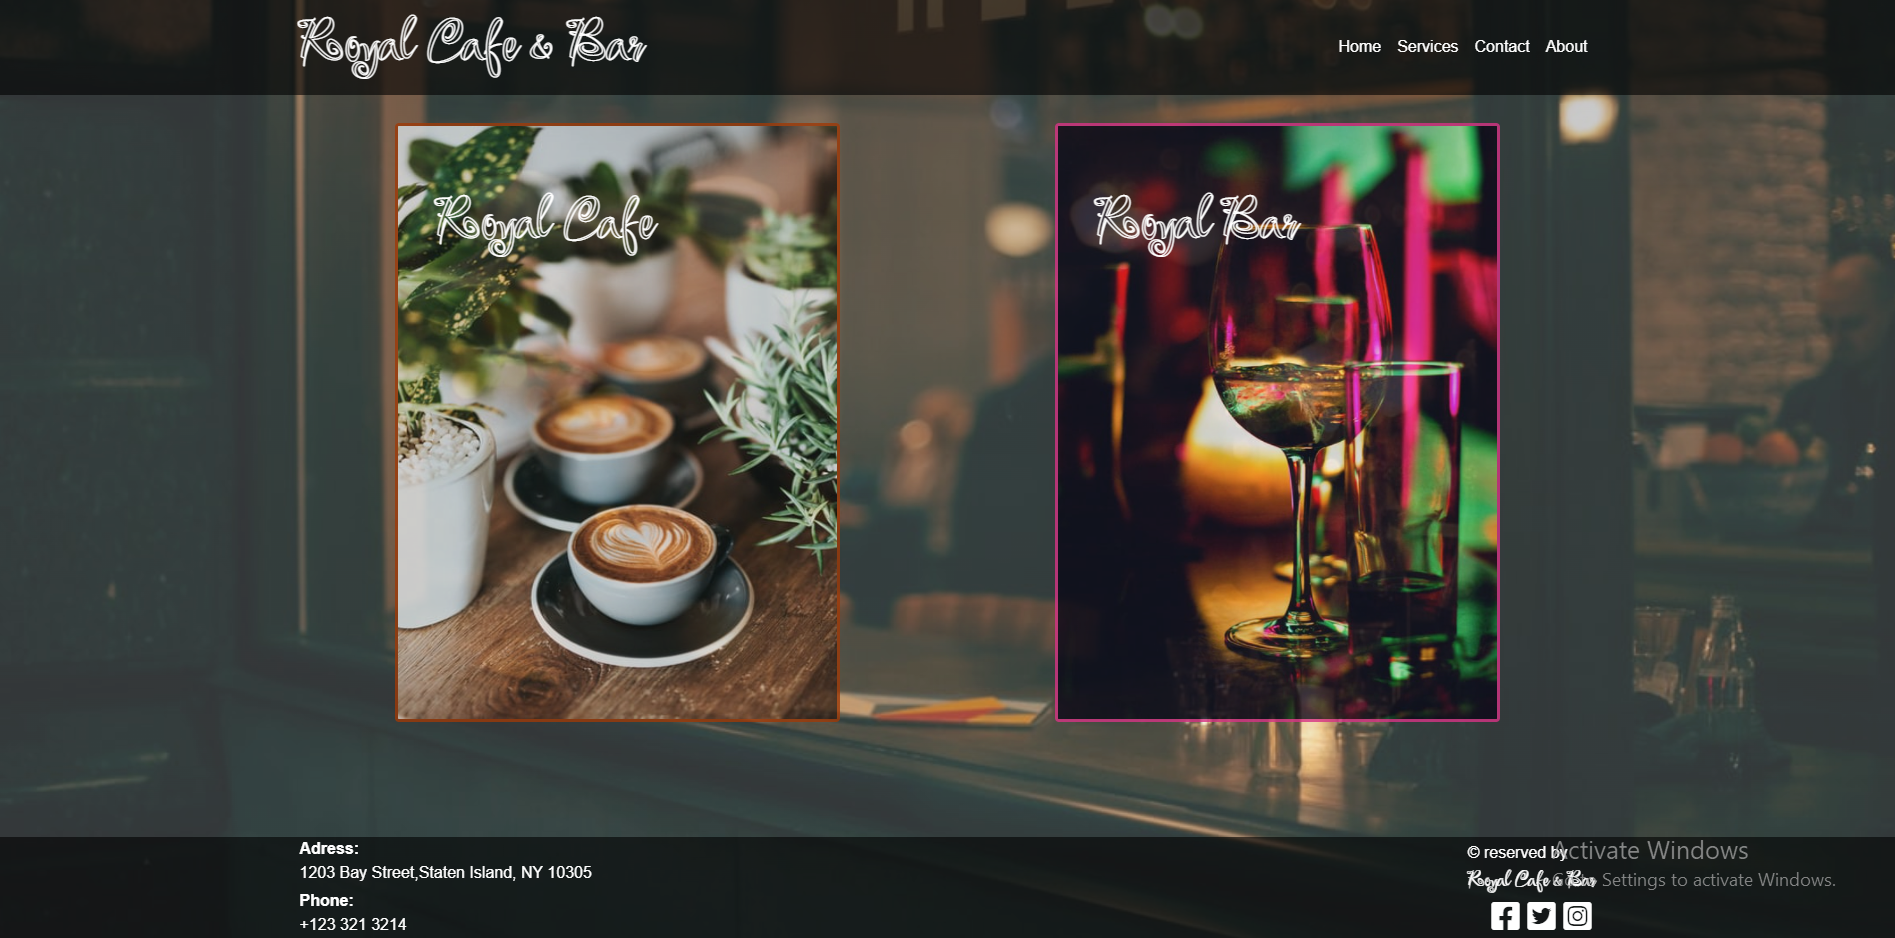 Royal Cafe & Bar
Home Services Contact About
Royal Cafe
Royal Bar
Adress:
1203 Bay Street,Staten Island, NY 10305
Phone:
+123 321 3214
© reserved by
Royal Cafe & Bar
Activate Windows
Go to Settings to activate Windows.